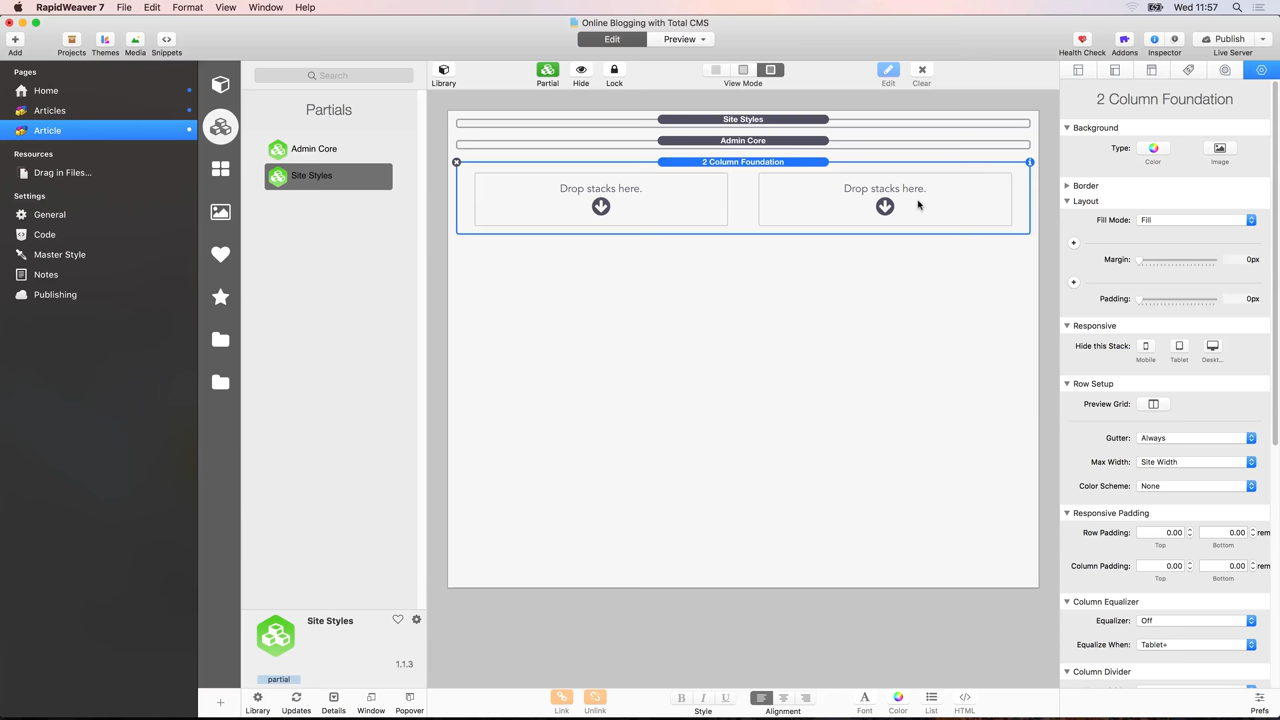 RapidWeaver 7 File Edit Format View Window Help Wed 11:57
Online Blogging with Total CMS
Add Projects Themes Media Snippets Edit Preview Health Check Addons Inspector Publish Live Server
Pages
Home
Articles
Article
Resources
Drag in Files...
Settings
General
Code
Master Style
Notes
Publishing
Search
Partials
Admin Core
Site Styles
Site Styles
1.1.3
partial
Library Updates Details Window Popover
Library Partial Hide Lock View Mode Edit Clear
Site Styles
Admin Core
2 Column Foundation
Drop stacks here. Drop stacks here.
Link Unlink B I U Style Alignment Font Color List HTML
2 Column Foundation
Background
Type: Color Image
Border
Layout
Fill Mode: Fill
Margin: 0px
Padding: 0px
Responsive
Hide this Stack:
Mobile Tablet Deskt...
Row Setup
Preview Grid:
Gutter: Always
Max Width: Site Width
Color Scheme: None
Responsive Padding
Row Padding: 0.00 0.00 rem
Top Bottom
Column Padding: 0.00 0.00 rem
Top Bottom
Column Equalizer
Equalizer: Off
Equalize When: Tablet+
Column Divider
Prefs